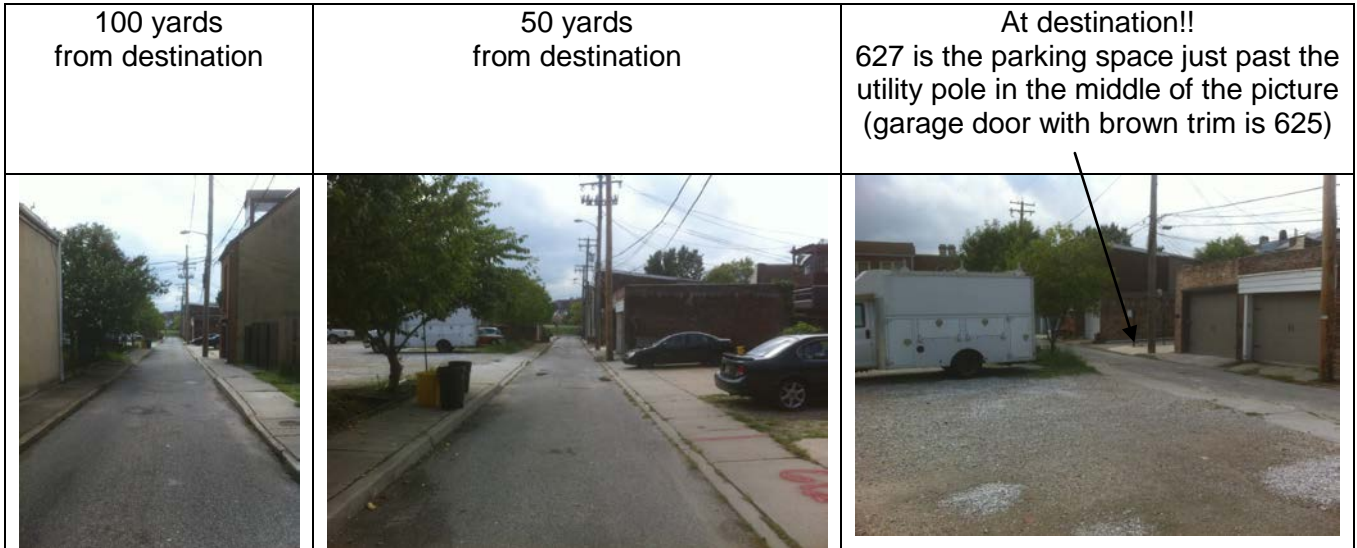 100 yards
from destination
50 yards
from destination
At destination!!
627 is the parking space just past the
utility pole in the middle of the picture
(garage door with brown trim is 625)